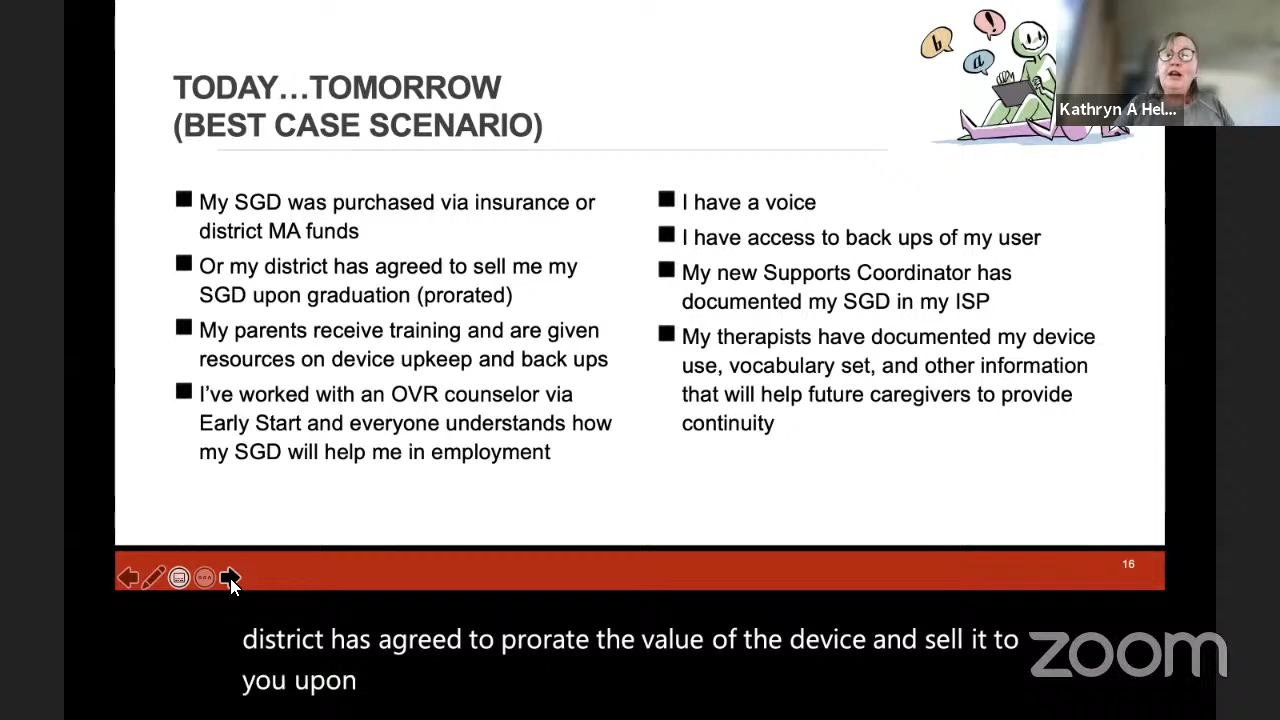 TODAY…TOMORROW
(BEST CASE SCENARIO)
b
!
a
Kathryn A Hel...
■ My SGD was purchased via insurance or
district MA funds
■ Or my district has agreed to sell me my
SGD upon graduation (prorated)
■ My parents receive training and are given
resources on device upkeep and back ups
■ I’ve worked with an OVR counselor via
Early Start and everyone understands how
my SGD will help me in employment
■ I have a voice
■ I have access to back ups of my user
■ My new Supports Coordinator has
documented my SGD in my ISP
■ My therapists have documented my device
use, vocabulary set, and other information
that will help future caregivers to provide
continuity
16
district has agreed to prorate the value of the device and sell it to
you upon
zoom